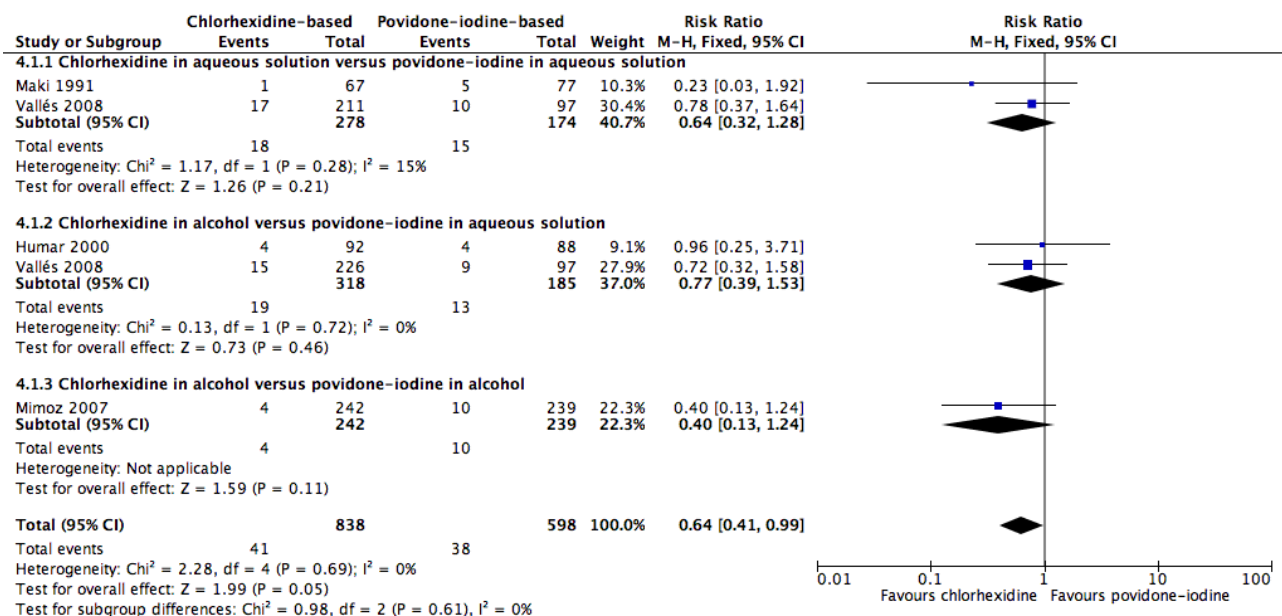 Chlorhexidine-based Povidone-iodine-based Risk Ratio Risk Ratio
Study or Subgroup Events Total Events Total Weight M-H, Fixed, 95% CI M-H, Fixed, 95% CI
4.1.1 Chlorhexidine in aqueous solution versus povidone-iodine in aqueous solution
Maki 1991 1 67 5 77 10.3% 0.23 [0.03, 1.92]
Vallés 2008 17 211 10 97 30.4% 0.78 [0.37, 1.64]
Subtotal (95% CI) 278 174 40.7% 0.64 [0.32, 1.28]
Total events 18 15
Heterogeneity: Chi² = 1.17, df = 1 (P = 0.28); I² = 15%
Test for overall effect: Z = 1.26 (P = 0.21)
4.1.2 Chlorhexidine in alcohol versus povidone-iodine in aqueous solution
Humar 2000 4 92 4 88 9.1% 0.96 [0.25, 3.71]
Vallés 2008 15 226 9 97 27.9% 0.72 [0.32, 1.58]
Subtotal (95% CI) 318 185 37.0% 0.77 [0.39, 1.53]
Total events 19 13
Heterogeneity: Chi² = 0.13, df = 1 (P = 0.72); I² = 0%
Test for overall effect: Z = 0.73 (P = 0.46)
4.1.3 Chlorhexidine in alcohol versus povidone-iodine in alcohol
Mimoz 2007 4 242 10 239 22.3% 0.40 [0.13, 1.24]
Subtotal (95% CI) 242 239 22.3% 0.40 [0.13, 1.24]
Total events 4 10
Heterogeneity: Not applicable
Test for overall effect: Z = 1.59 (P = 0.11)
Total (95% CI) 838 598 100.0% 0.64 [0.41, 0.99]
Total events 41 38
Heterogeneity: Chi² = 2.28, df = 4 (P = 0.69); I² = 0%
Test for overall effect: Z = 1.99 (P = 0.05)
Test for subgroup differences: Chi² = 0.98, df = 2 (P = 0.61), I² = 0%
0.01 0.1 1 10 100
Favours chlorhexidine Favours povidone-iodine